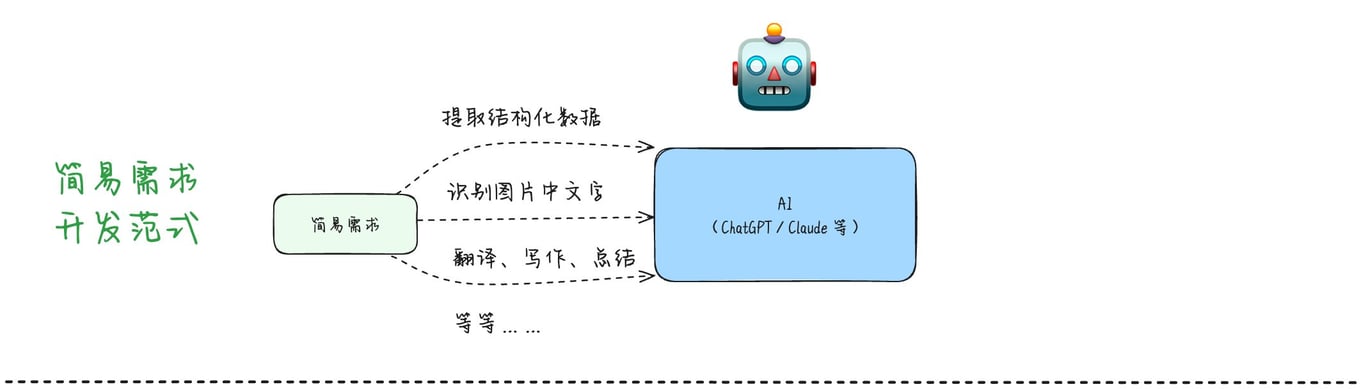 简易需求
开发范式
简易需求
提取结构化数据
识别图片中文字
翻译、写作、总结
等等……
AI
（ChatGPT / Claude 等）